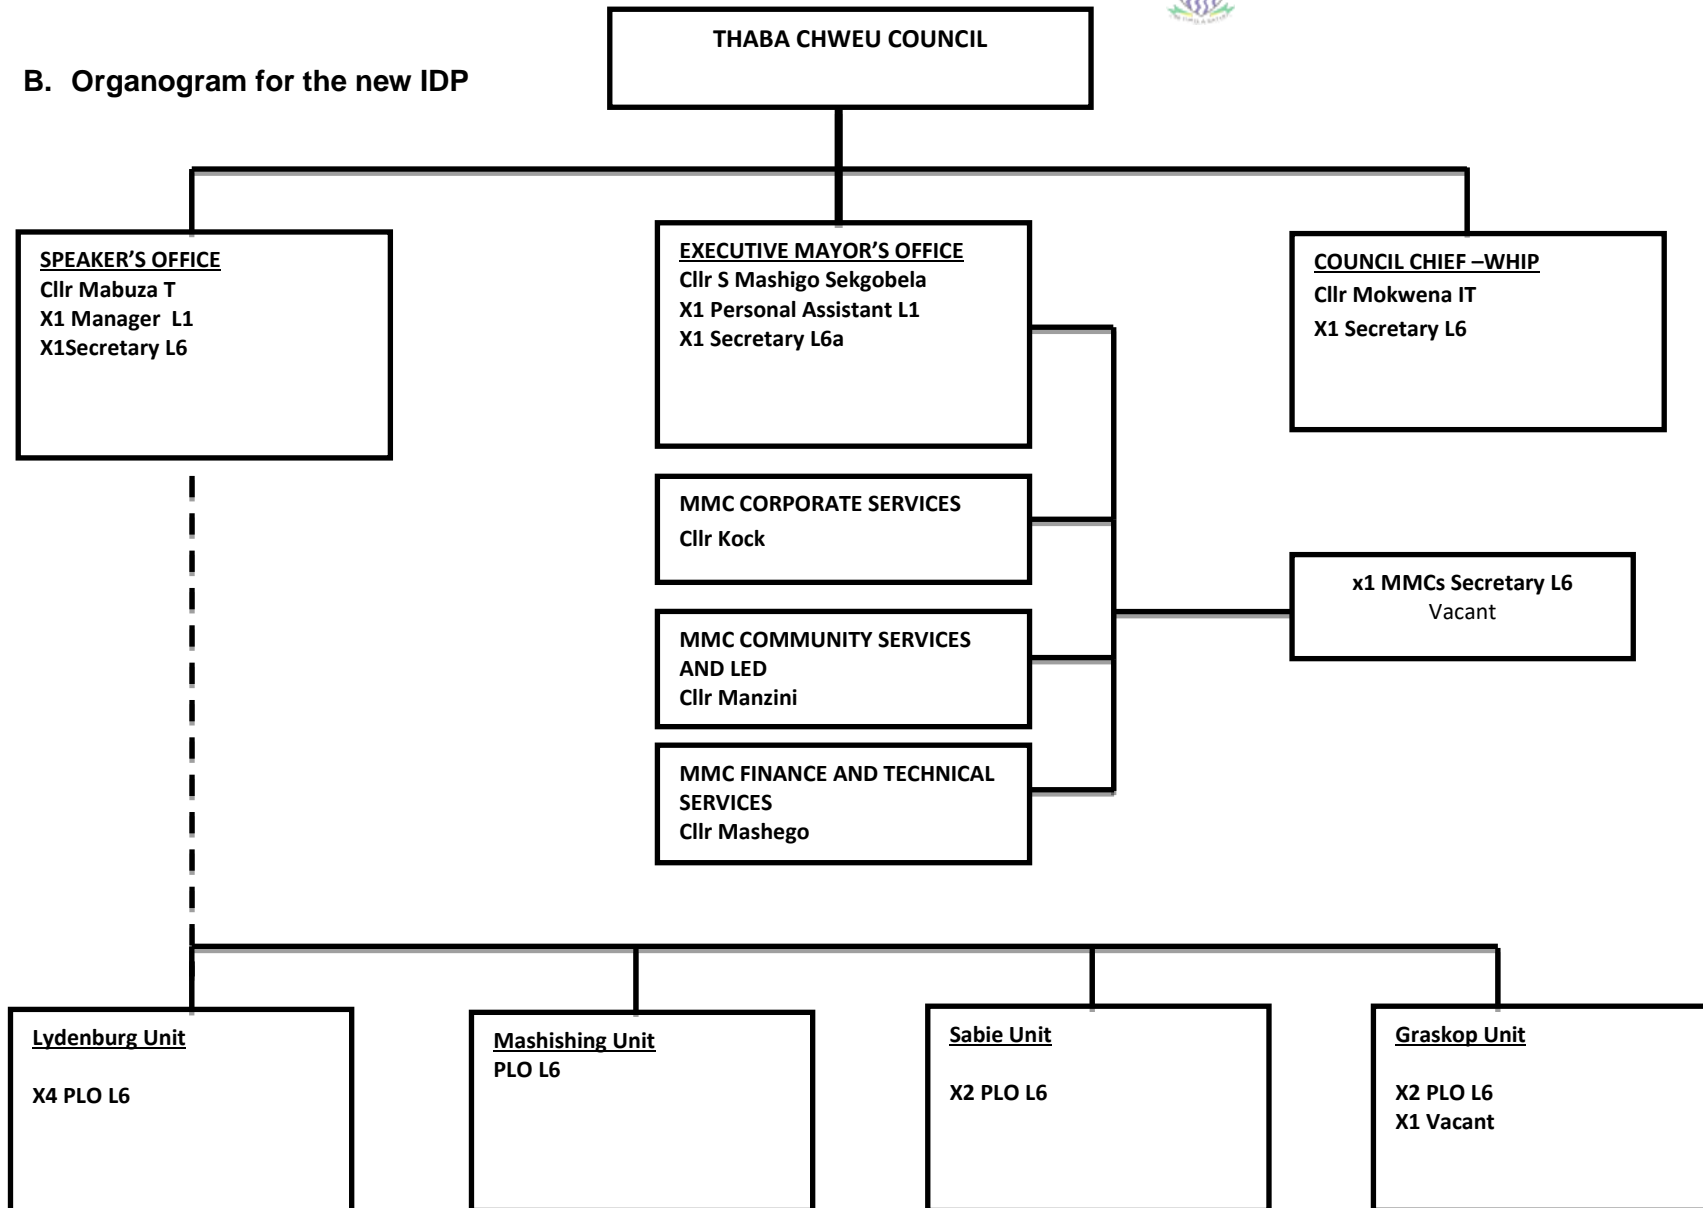 THABA CHWEU COUNCIL
B. Organogram for the new IDP
SPEAKER'S OFFICE
Cllr Mabuza T
X1 Manager L1
X1Secretary L6
EXECUTIVE MAYOR'S OFFICE
Cllr S Mashigo Sekgobela
X1 Personal Assistant L1
X1 Secretary L6a
COUNCIL CHIEF –WHIP
Cllr Mokwena IT
X1 Secretary L6
MMC CORPORATE SERVICES
Cllr Kock
x1 MMCs Secretary L6
Vacant
MMC COMMUNITY SERVICES
AND LED
Cllr Manzini
MMC FINANCE AND TECHNICAL
SERVICES
Cllr Mashego
Lydenburg Unit
X4 PLO L6
Mashishing Unit
PLO L6
Sabie Unit
X2 PLO L6
Graskop Unit
X2 PLO L6
X1 Vacant